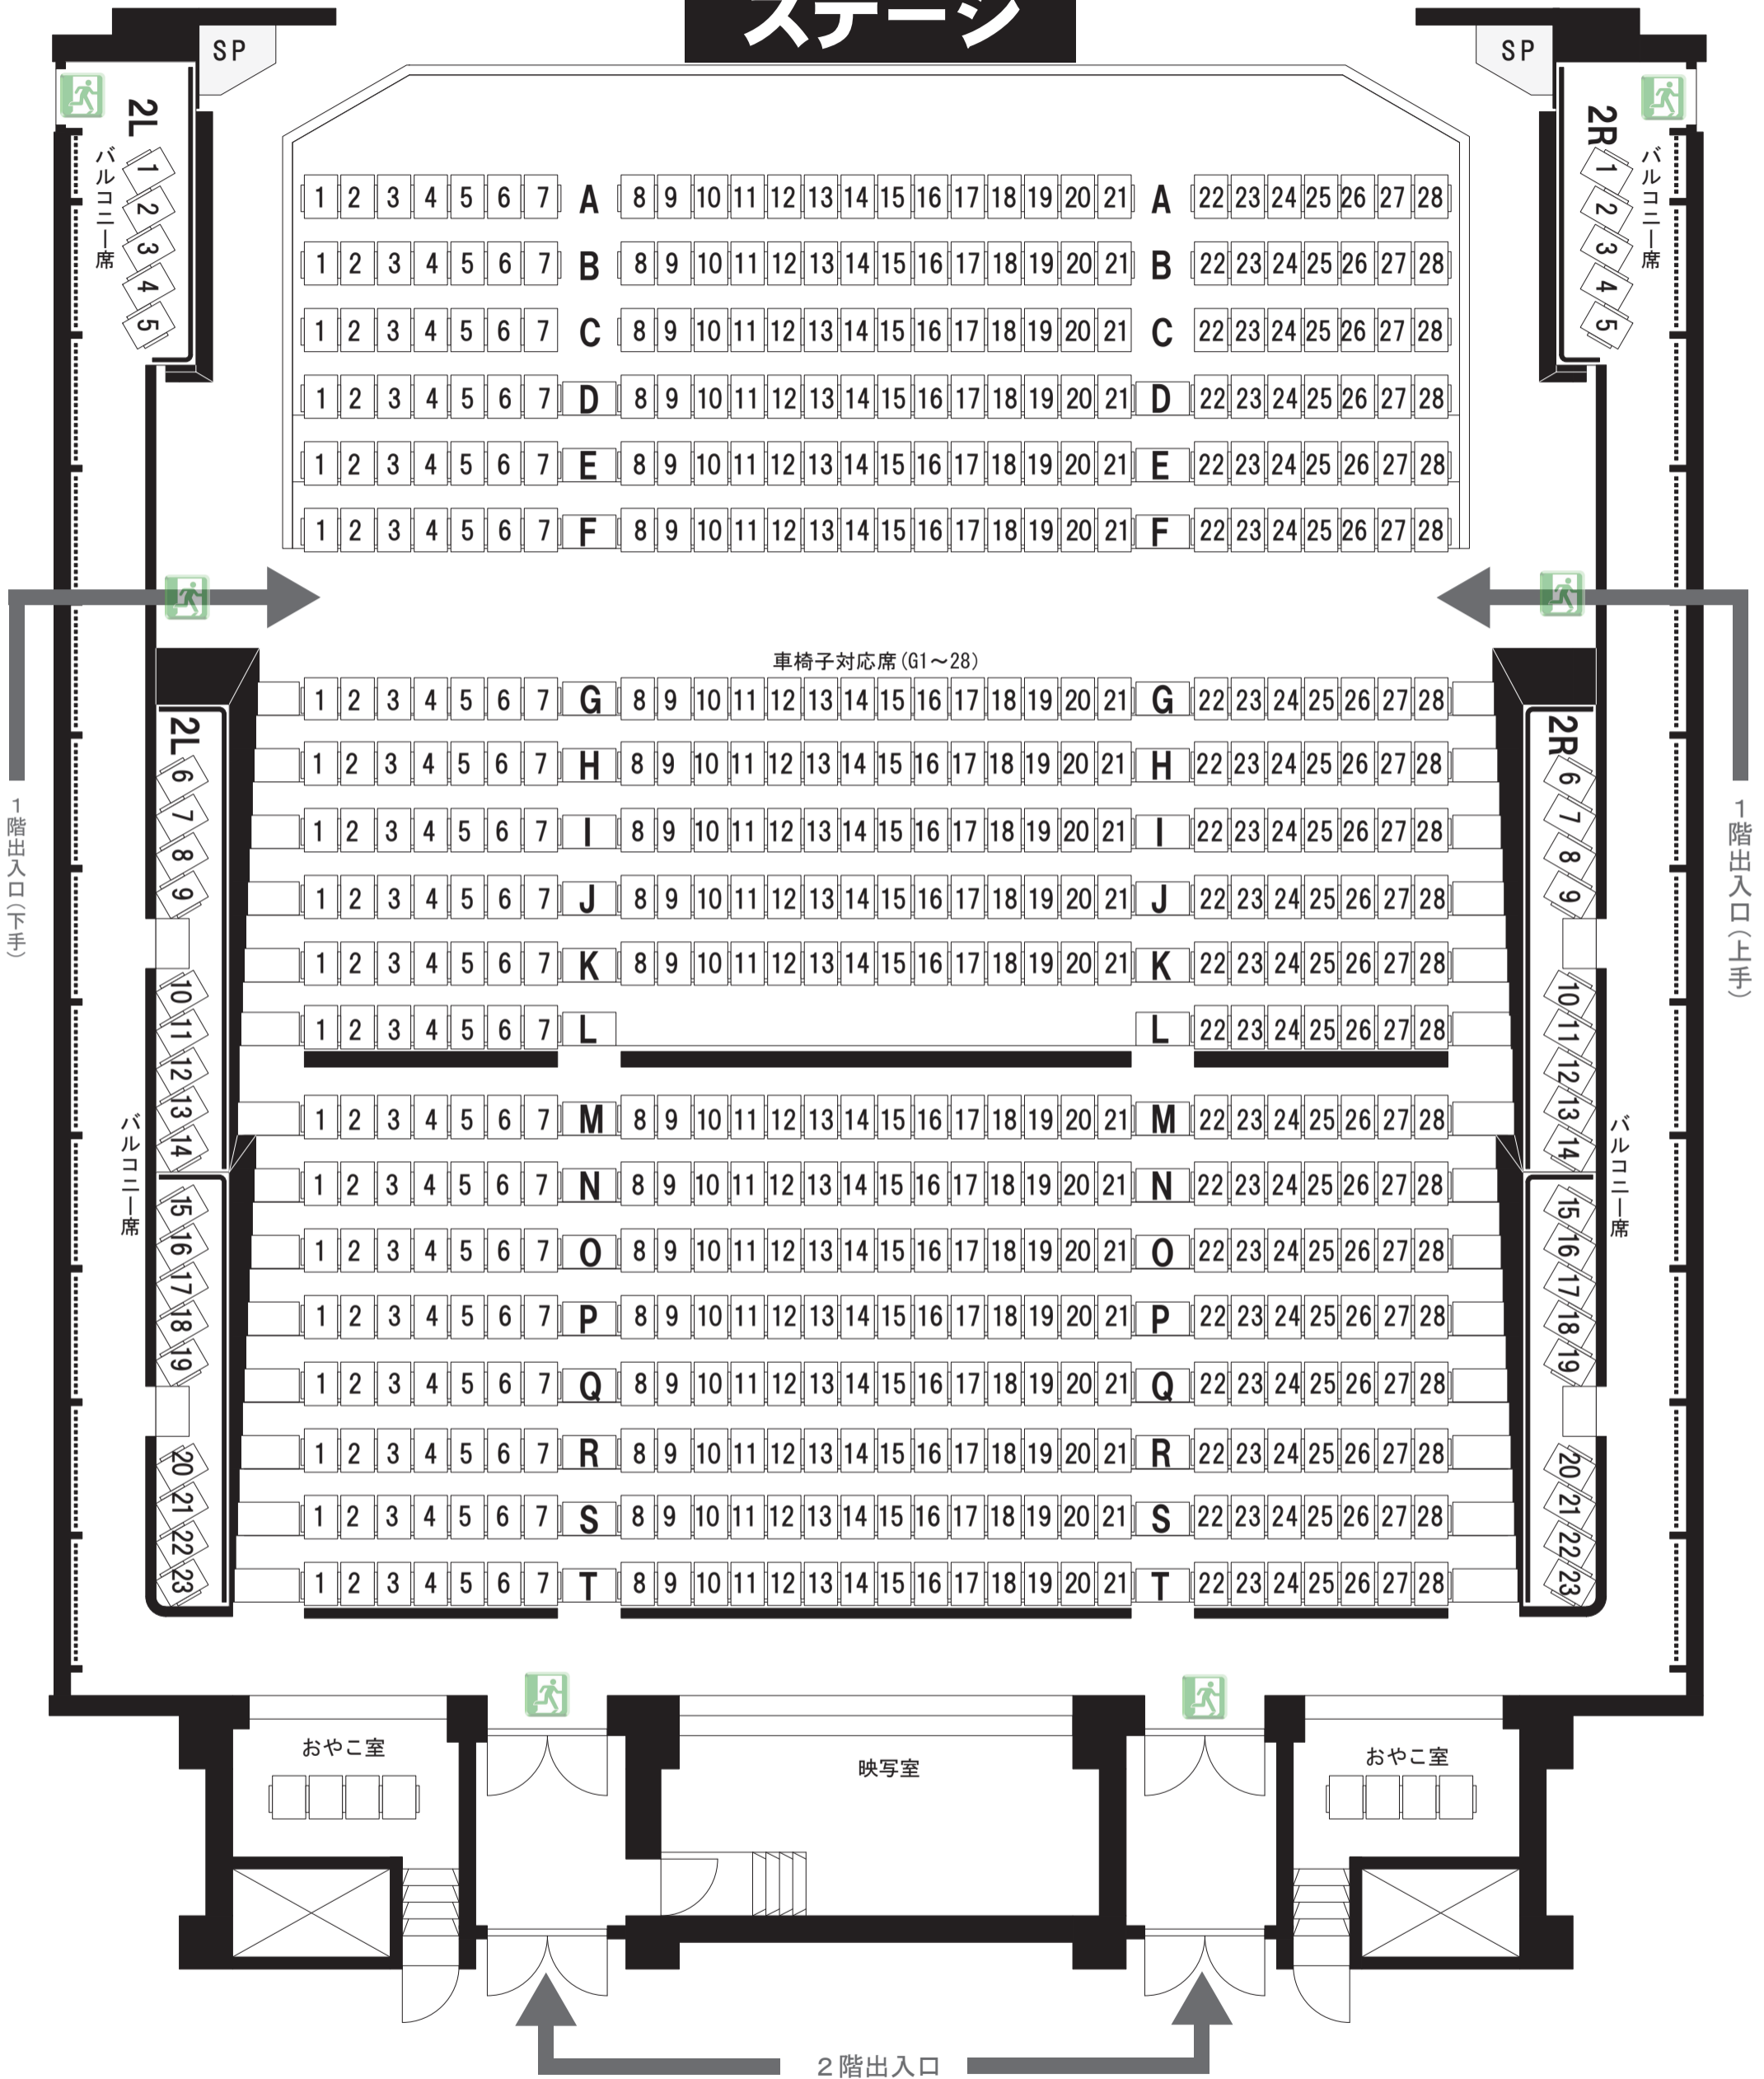 ステージ
SP SP
2L 2R
バルコニー席 1 2 3 4 5
1 2 3 4 5 バルコニー席
1 2 3 4 5 6 7 A 8 9 10 11 12 13 14 15 16 17 18 19 20 21 A 22 23 24 25 26 27 28
1 2 3 4 5 6 7 B 8 9 10 11 12 13 14 15 16 17 18 19 20 21 B 22 23 24 25 26 27 28
1 2 3 4 5 6 7 C 8 9 10 11 12 13 14 15 16 17 18 19 20 21 C 22 23 24 25 26 27 28
1 2 3 4 5 6 7 D 8 9 10 11 12 13 14 15 16 17 18 19 20 21 D 22 23 24 25 26 27 28
1 2 3 4 5 6 7 E 8 9 10 11 12 13 14 15 16 17 18 19 20 21 E 22 23 24 25 26 27 28
1 2 3 4 5 6 7 F 8 9 10 11 12 13 14 15 16 17 18 19 20 21 F 22 23 24 25 26 27 28
1階出入口(下手)
1階出入口(上手)
車椅子対応席(G1～28)
1 2 3 4 5 6 7 G 8 9 10 11 12 13 14 15 16 17 18 19 20 21 G 22 23 24 25 26 27 28
1 2 3 4 5 6 7 H 8 9 10 11 12 13 14 15 16 17 18 19 20 21 H 22 23 24 25 26 27 28
1 2 3 4 5 6 7 I 8 9 10 11 12 13 14 15 16 17 18 19 20 21 I 22 23 24 25 26 27 28
1 2 3 4 5 6 7 J 8 9 10 11 12 13 14 15 16 17 18 19 20 21 J 22 23 24 25 26 27 28
1 2 3 4 5 6 7 K 8 9 10 11 12 13 14 15 16 17 18 19 20 21 K 22 23 24 25 26 27 28
1 2 3 4 5 6 7 L L 22 23 24 25 26 27 28
1 2 3 4 5 6 7 M 8 9 10 11 12 13 14 15 16 17 18 19 20 21 M 22 23 24 25 26 27 28
1 2 3 4 5 6 7 N 8 9 10 11 12 13 14 15 16 17 18 19 20 21 N 22 23 24 25 26 27 28
1 2 3 4 5 6 7 O 8 9 10 11 12 13 14 15 16 17 18 19 20 21 O 22 23 24 25 26 27 28
1 2 3 4 5 6 7 P 8 9 10 11 12 13 14 15 16 17 18 19 20 21 P 22 23 24 25 26 27 28
1 2 3 4 5 6 7 Q 8 9 10 11 12 13 14 15 16 17 18 19 20 21 Q 22 23 24 25 26 27 28
1 2 3 4 5 6 7 R 8 9 10 11 12 13 14 15 16 17 18 19 20 21 R 22 23 24 25 26 27 28
1 2 3 4 5 6 7 S 8 9 10 11 12 13 14 15 16 17 18 19 20 21 S 22 23 24 25 26 27 28
1 2 3 4 5 6 7 T 8 9 10 11 12 13 14 15 16 17 18 19 20 21 T 22 23 24 25 26 27 28
2L 6 7 8 9 10 11 12 13 14 15 16 17 18 19 20 21 22 23
バルコニー席
2R 6 7 8 9 10 11 12 13 14 15 16 17 18 19 20 21 22 23
バルコニー席
おやこ室
映写室
おやこ室
2階出入口